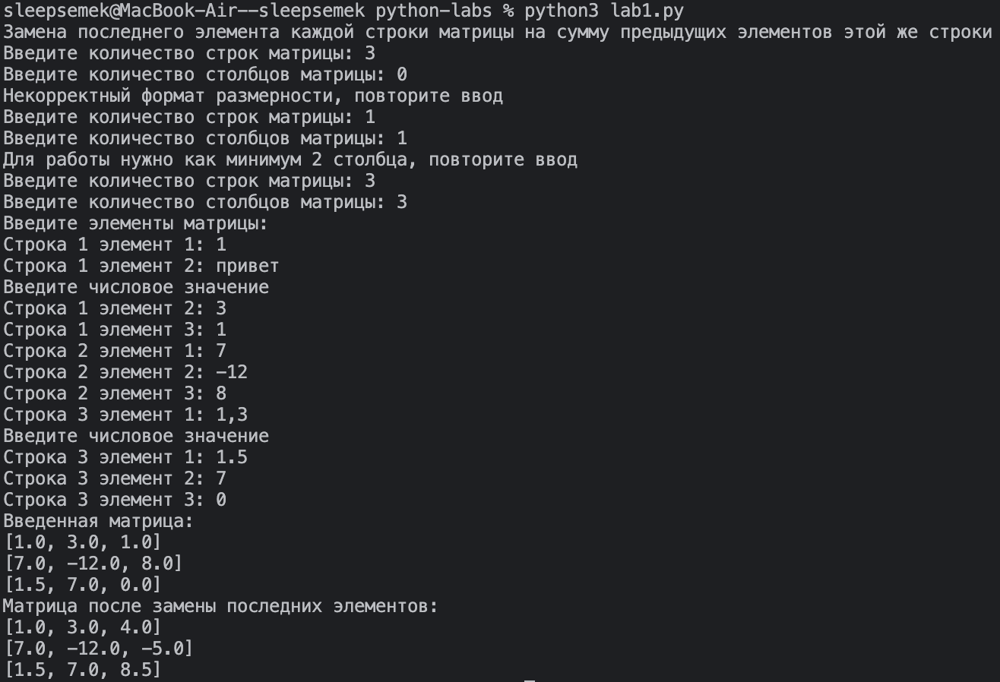 sleepsemek@MacBook-Air--sleepsemek python-labs % python3 lab1.py
Замена последнего элемента каждой строки матрицы на сумму предыдущих элементов этой же строки
Введите количество строк матрицы: 3
Введите количество столбцов матрицы: 0
Некорректный формат размерности, повторите ввод
Введите количество строк матрицы: 1
Введите количество столбцов матрицы: 1
Для работы нужно как минимум 2 столбца, повторите ввод
Введите количество строк матрицы: 3
Введите количество столбцов матрицы: 3
Введите элементы матрицы:
Строка 1 элемент 1: 1
Строка 1 элемент 2: привет
Введите числовое значение
Строка 1 элемент 2: 3
Строка 1 элемент 3: 1
Строка 2 элемент 1: 7
Строка 2 элемент 2: -12
Строка 2 элемент 3: 8
Строка 3 элемент 1: 1,3
Введите числовое значение
Строка 3 элемент 1: 1.5
Строка 3 элемент 2: 7
Строка 3 элемент 3: 0
Введенная матрица:
[1.0, 3.0, 1.0]
[7.0, -12.0, 8.0]
[1.5, 7.0, 0.0]
Матрица после замены последних элементов:
[1.0, 3.0, 4.0]
[7.0, -12.0, -5.0]
[1.5, 7.0, 8.5]